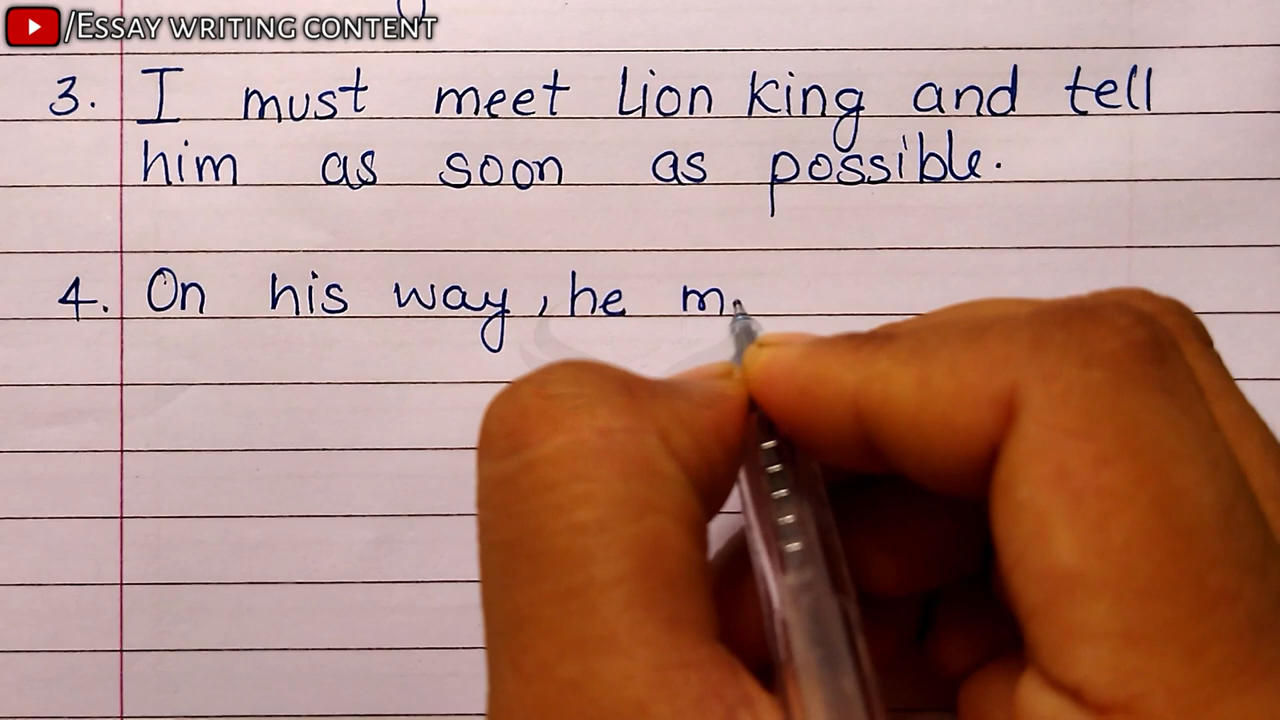 /ESSAY WRITING CONTENT
3. I must meet Lion king and tell
him as soon as possible.
4. On his way, he m